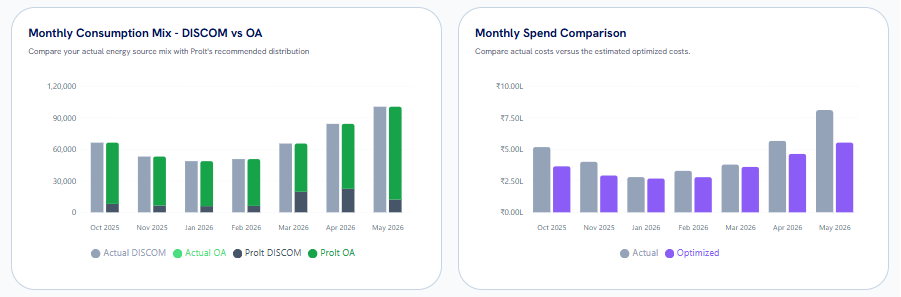 Monthly Consumption Mix - DISCOM vs OA
Compare your actual energy source mix with ProIt's recommended distribution
1,20,000
90,000
60,000
30,000
0
Oct 2025 Nov 2025 Jan 2026 Feb 2026 Mar 2026 Apr 2026 May 2026
Actual DISCOM Actual OA ProIt DISCOM ProIt OA
Monthly Spend Comparison
Compare actual costs versus the estimated optimized costs.
₹10.00L
₹7.50L
₹5.00L
₹2.50L
₹0.00L
Oct 2025 Nov 2025 Jan 2026 Feb 2026 Mar 2026 Apr 2026 May 2026
Actual Optimized